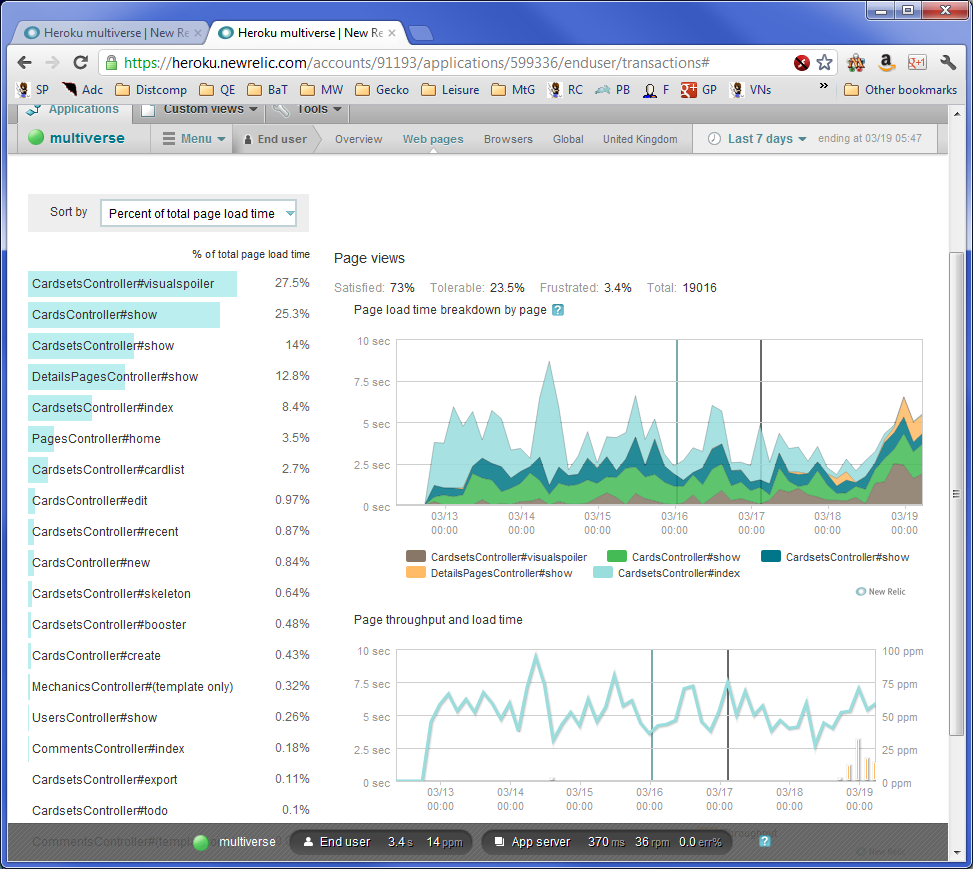 Heroku multiverse | New Re
Heroku multiverse | New Re
https://heroku.newrelic.com/accounts/91193/applications/599336/enduser/transactions#
SP Adc Distcomp QE BaT MW Gecko Leisure MtG RC PB F GP VNs » Other bookmarks
Applications Custom views Tools
multiverse Menu End user Overview Web pages Browsers Global United Kingdom Last 7 days ending at 03/19 05:47
Sort by Percent of total page load time
% of total page load time
CardsetsController#visualspoiler 27.5%
CardsController#show 25.3%
CardsetsController#show 14%
DetailsPagesController#show 12.8%
CardsetsController#index 8.4%
PagesController#home 3.5%
CardsetsController#cardlist 2.7%
CardsController#edit 0.97%
CardsetsController#recent 0.87%
CardsController#new 0.84%
CardsetsController#skeleton 0.64%
CardsetsController#booster 0.48%
CardsController#create 0.43%
MechanicsController#(template only) 0.32%
UsersController#show 0.26%
CommentsController#index 0.18%
CardsetsController#export 0.11%
CardsetsController#todo 0.1%
Page views
Satisfied: 73% Tolerable: 23.5% Frustrated: 3.4% Total: 19016
Page load time breakdown by page ?
10 sec
7.5 sec
5 sec
2.5 sec
0 sec
03/13 03/14 03/15 03/16 03/17 03/18 03/19
00:00 00:00 00:00 00:00 00:00 00:00 00:00
CardsetsController#visualspoiler CardsController#show CardsetsController#show
DetailsPagesController#show CardsetsController#index
New Relic
Page throughput and load time
10 sec 100 ppm
7.5 sec 75 ppm
5 sec 50 ppm
2.5 sec 25 ppm
0 sec 0 ppm
03/13 03/14 03/15 03/16 03/17 03/18 03/19
00:00 00:00 00:00 00:00 00:00 00:00 00:00
multiverse End user 3.4 s 14 ppm App server 370 ms 36 rpm 0.0 err% ?